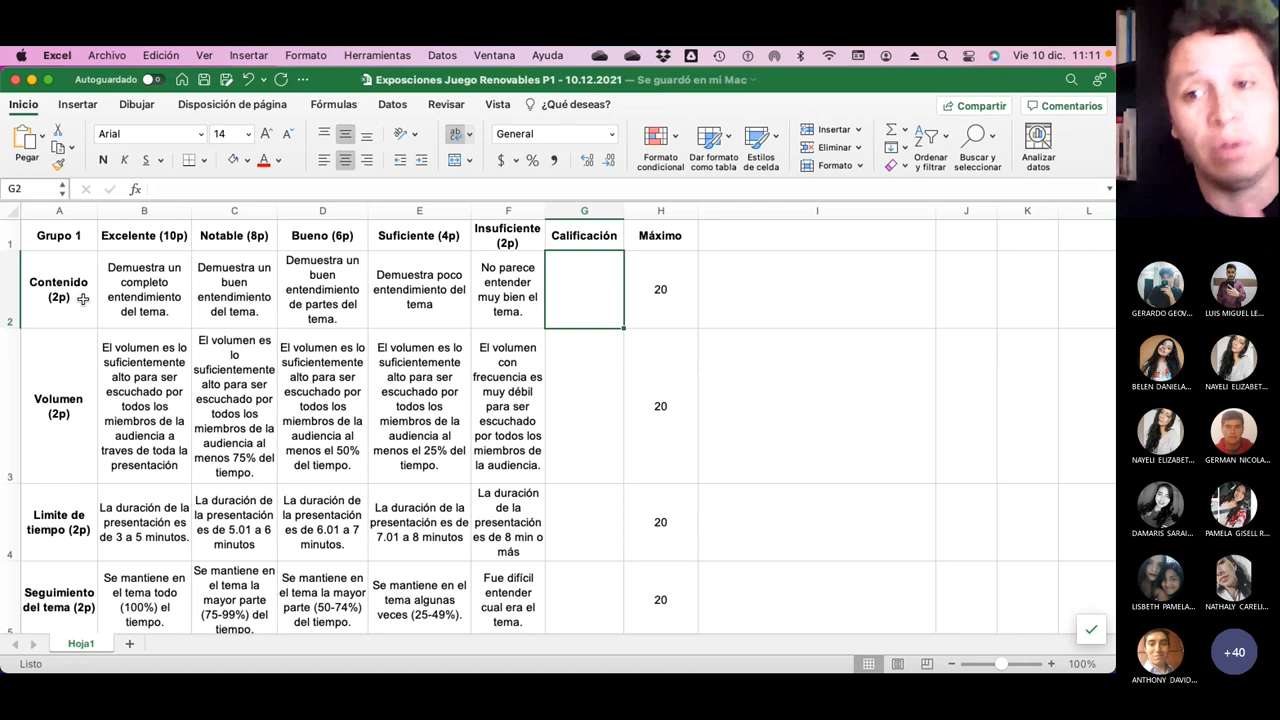 Excel Archivo Edición Ver Insertar Formato Herramientas Datos Ventana Ayuda Vie 10 dic. 11:11
Autoguardado Exposciones Juego Renovables P1 - 10.12.2021 — Se guardó en mi Mac
Inicio Insertar Dibujar Disposición de página Fórmulas Datos Revisar Vista ¿Qué deseas? Compartir Comentarios
Pegar
Arial 14
General
N K S
$ % 000
Formato
condicional
Dar formato
como tabla
Estilos
de celda
Insertar
Eliminar
Formato
Ordenar
y filtrar
Buscar y
seleccionar
Analizar
datos
G2 fx
A B C D E F G H I J K L
1
Grupo 1
Excelente (10p)
Notable (8p)
Bueno (6p)
Suficiente (4p)
Insuficiente
(2p)
Calificación
Máximo
2
Contenido
(2p)
Demuestra un
completo
entendimiento
del tema.
Demuestra un
buen
entendimiento
del tema.
Demuestra un
buen
entendimiento
de partes del
tema.
Demuestra poco
entendimiento del
tema
No parece
entender
muy bien el
tema.
20
3
Volumen
(2p)
El volumen es lo
suficientemente
alto para ser
escuchado por
todos los
miembros de la
audiencia a
traves de toda la
presentación
El volumen es
lo
suficientemente
alto para ser
escuchado por
todos los
miembros de la
audiencia al
menos 75% del
tiempo.
El volumen es lo
suficientemente
alto para ser
escuchado por
todos los
miembros de la
audiencia al
menos el 50%
del tiempo.
El volumen es lo
suficientemente
alto para ser
escuchado por
todos los
miembros de la
audiencia al
menos el 25% del
tiempo.
El volumen
con
frecuencia es
muy débil
para ser
escuchado
por todos los
miembros de
la audiencia.
20
4
Limite de
tiempo (2p)
La duración de la
presentación es
de 3 a 5 minutos.
La duración de
la presentación
es de 5.01 a 6
minutos
La duración de
la presentación
es de 6.01 a 7
minutos.
La duración de la
presentación es de
7.01 a 8 minutos
La duración
de la
presentación
es de 8 min o
más
20
5
Seguimiento
del tema (2p)
Se mantiene en
el tema todo
(100%) el
tiempo.
Se mantiene en
el tema la
mayor parte
(75-99%) del
tiempo.
Se mantiene en
el tema la mayor
parte (50-74%)
del tiempo.
Se mantiene en el
tema algunas
veces (25-49%).
Fue difícil
entender
cual era el
tema.
20
Hoja1 +
Listo 100%
GERARDO GEOV...
LUIS MIGUEL LE...
BELEN DANIELA...
NAYELI ELIZABET...
NAYELI ELIZABET...
GERMAN NICOLA...
DAMARIS SARAI...
PAMELA GISELL R...
LISBETH PAMELA...
NATHALY CARELI...
ANTHONY DAVID...
+40